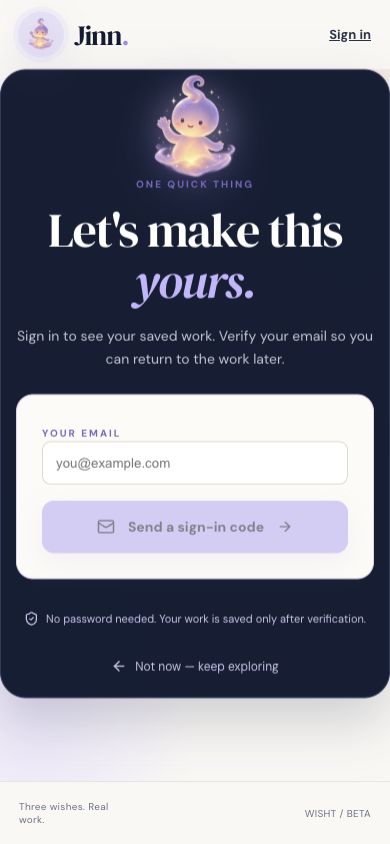 Jinn.
Sign in
ONE QUICK THING
Let's make this
yours.
Sign in to see your saved work. Verify your email so you
can return to the work later.
YOUR EMAIL
you@example.com
Send a sign-in code
No password needed. Your work is saved only after verification.
Not now — keep exploring
Three wishes. Real
work.
WISHT / BETA